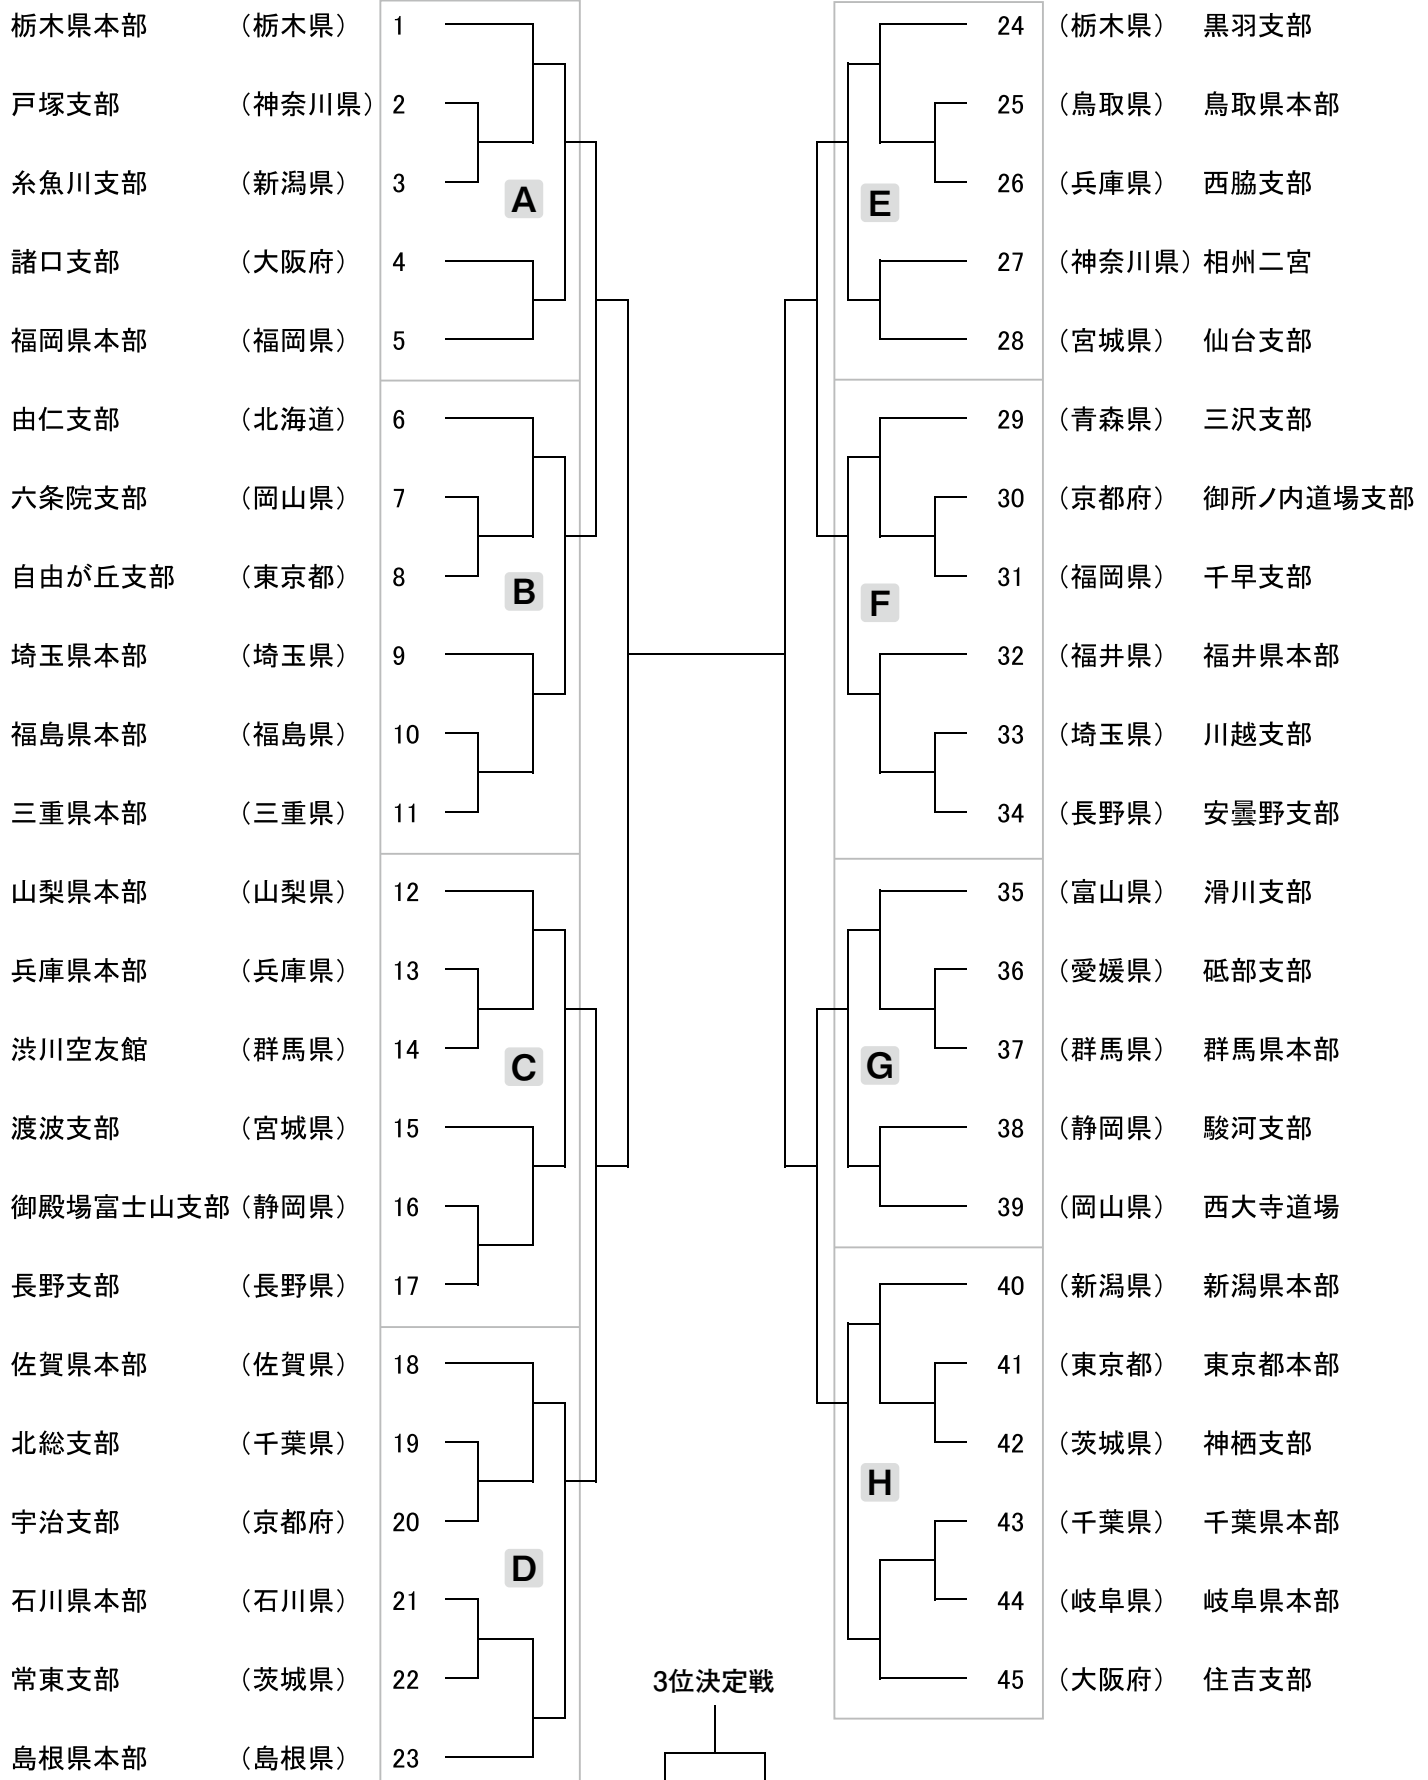 栃木県本部 （栃木県） 1
戸塚支部 （神奈川県） 2
糸魚川支部 （新潟県） 3
A
諸口支部 （大阪府） 4
福岡県本部 （福岡県） 5
由仁支部 （北海道） 6
六条院支部 （岡山県） 7
自由が丘支部 （東京都） 8
B
埼玉県本部 （埼玉県） 9
福島県本部 （福島県） 10
三重県本部 （三重県） 11
山梨県本部 （山梨県） 12
兵庫県本部 （兵庫県） 13
渋川空友館 （群馬県） 14
C
渡波支部 （宮城県） 15
御殿場富士山支部 （静岡県） 16
長野支部 （長野県） 17
佐賀県本部 （佐賀県） 18
北総支部 （千葉県） 19
宇治支部 （京都府） 20
D
石川県本部 （石川県） 21
常東支部 （茨城県） 22
島根県本部 （島根県） 23
24 （栃木県） 黒羽支部
25 （鳥取県） 鳥取県本部
26 （兵庫県） 西脇支部
E
27 （神奈川県） 相州二宮
28 （宮城県） 仙台支部
29 （青森県） 三沢支部
30 （京都府） 御所ノ内道場支部
31 （福岡県） 千早支部
F
32 （福井県） 福井県本部
33 （埼玉県） 川越支部
34 （長野県） 安曇野支部
35 （富山県） 滑川支部
36 （愛媛県） 砥部支部
37 （群馬県） 群馬県本部
G
38 （静岡県） 駿河支部
39 （岡山県） 西大寺道場
40 （新潟県） 新潟県本部
41 （東京都） 東京都本部
42 （茨城県） 神栖支部
H
43 （千葉県） 千葉県本部
44 （岐阜県） 岐阜県本部
45 （大阪府） 住吉支部
3位決定戦